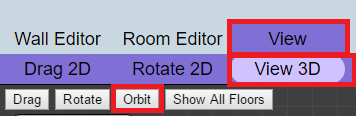 Wall Editor Room Editor View
Drag 2D Rotate 2D View 3D
Drag Rotate Orbit Show All Floors